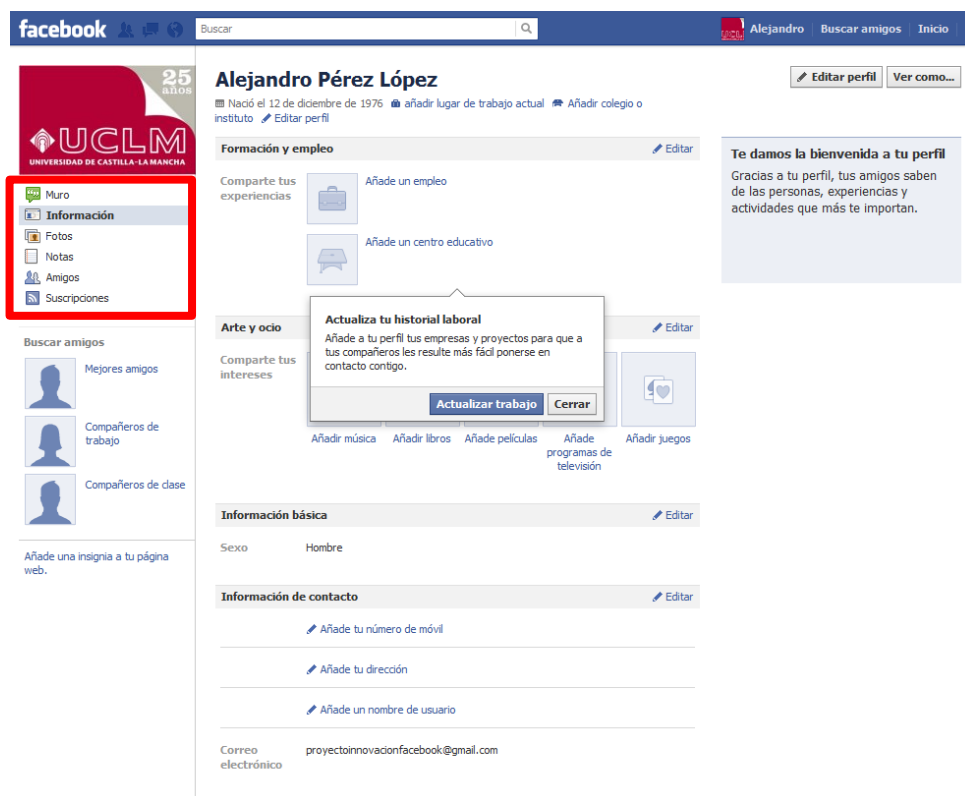 facebook
Buscar
Alejandro
Buscar amigos
Inicio
25
años
UCLM
UNIVERSIDAD DE CASTILLA-LA MANCHA
Muro
Información
Fotos
Notas
Amigos
Suscripciones
Buscar amigos
Mejores amigos
Compañeros de
trabajo
Compañeros de clase
Añade una insignia a tu página
web.
Alejandro Pérez López
Nació el 12 de diciembre de 1976 añadir lugar de trabajo actual Añadir colegio o
instituto Editar perfil
Editar perfil
Ver como...
Formación y empleo
Editar
Comparte tus
experiencias
Añade un empleo
Añade un centro educativo
Actualiza tu historial laboral
Añade a tu perfil tus empresas y proyectos para que a
tus compañeros les resulte más fácil ponerse en
contacto contigo.
Actualizar trabajo
Cerrar
Arte y ocio
Editar
Comparte tus
intereses
Añadir música
Añadir libros
Añade películas
Añade
programas de
televisión
Añadir juegos
Información básica
Editar
Sexo
Hombre
Información de contacto
Editar
Añade tu número de móvil
Añade tu dirección
Añade un nombre de usuario
Correo
electrónico
proyectoinnovacionfacebook@gmail.com
Te damos la bienvenida a tu perfil
Gracias a tu perfil, tus amigos saben
de las personas, experiencias y
actividades que más te importan.
UCLM